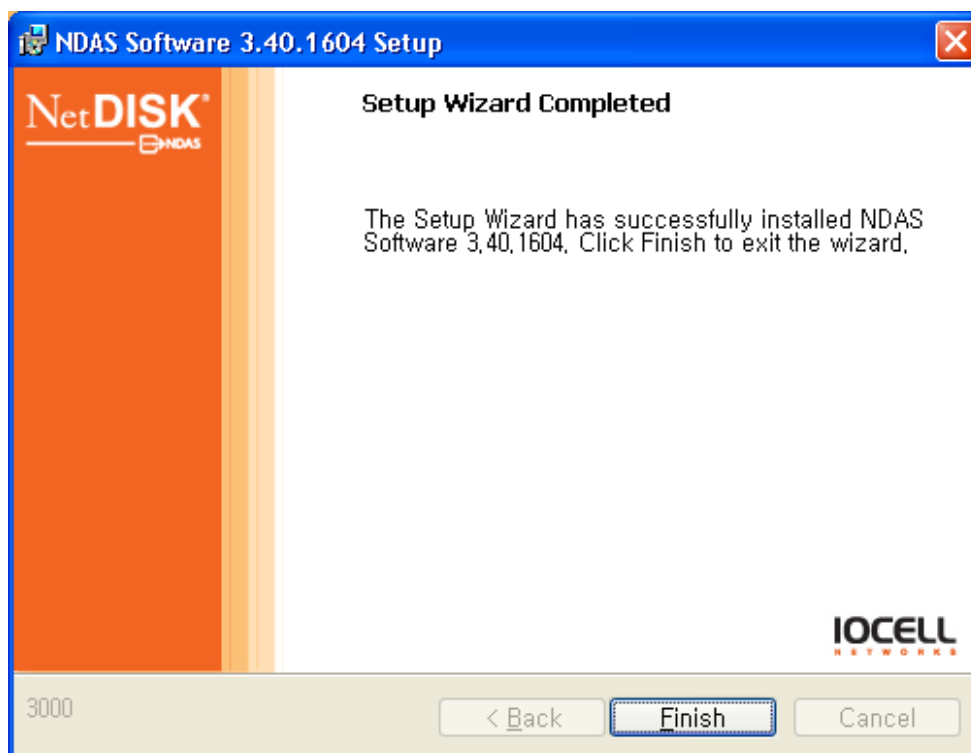 NDAS Software 3.40.1604 Setup
NetDISK®
NDAS
Setup Wizard Completed
The Setup Wizard has successfully installed NDAS
Software 3.40.1604. Click Finish to exit the wizard.
IOCELL
NETWORKS
3000
< Back
Finish
Cancel